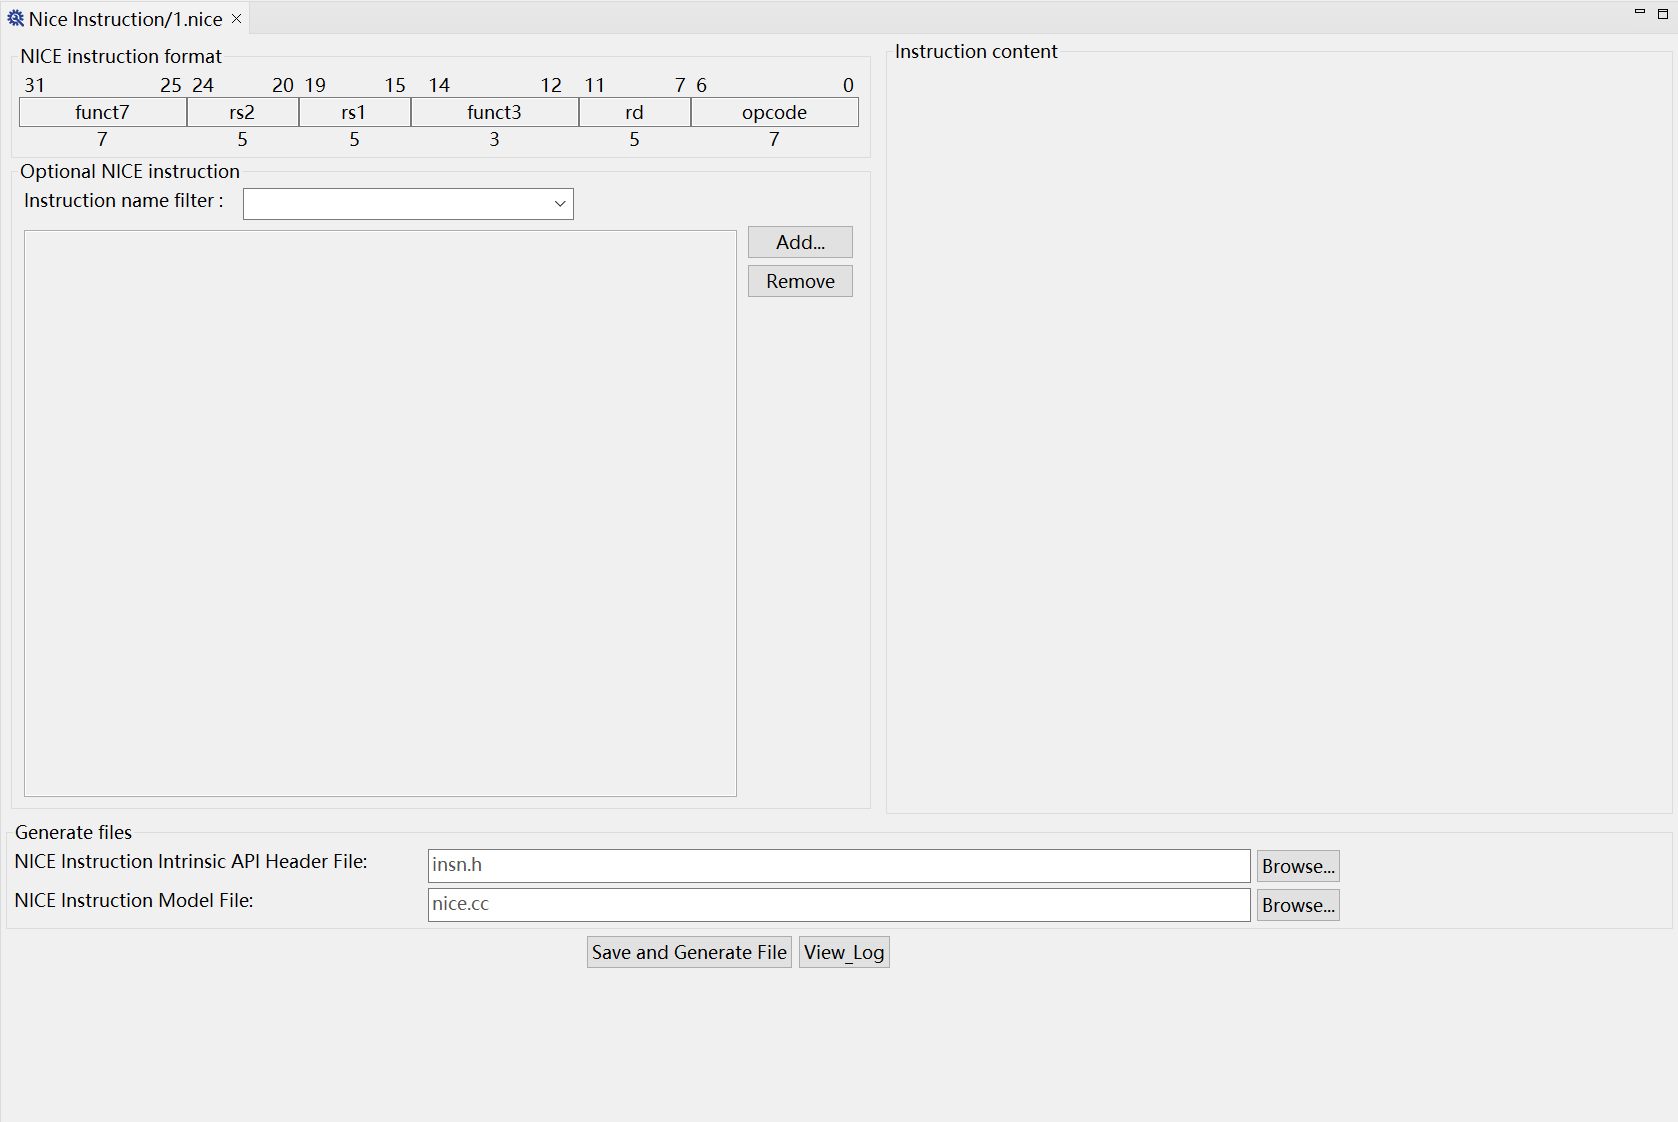 Nice Instruction/1.nice
NICE instruction format
31 25 24 20 19 15 14 12 11 7 6 0
funct7 rs2 rs1 funct3 rd opcode
7 5 5 3 5 7
Optional NICE instruction
Instruction name filter :
Add...
Remove
Instruction content
Generate files
NICE Instruction Intrinsic API Header File: insn.h Browse...
NICE Instruction Model File: nice.cc Browse...
Save and Generate File View_Log